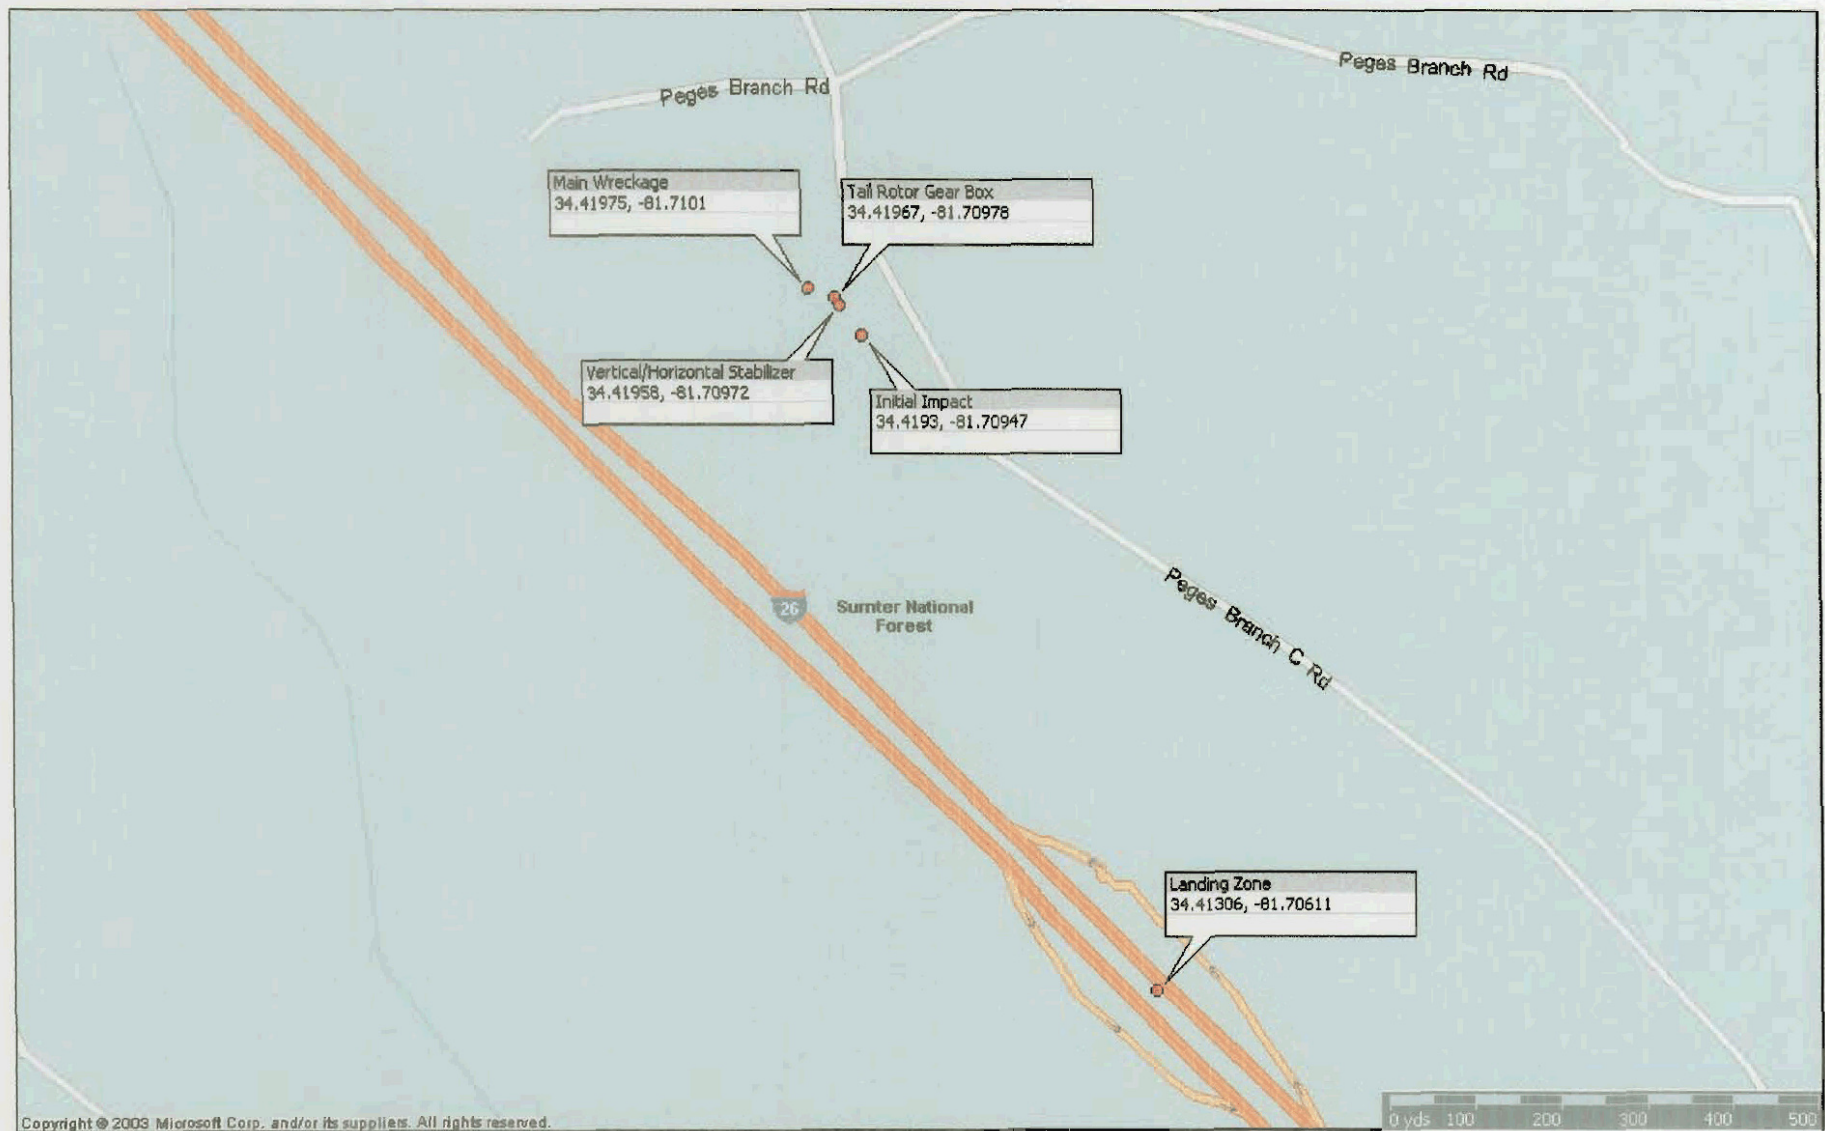 Peges Branch Rd
Peges Branch Rd
Main Wreckage
34.41975, -81.7101
Tail Rotor Gear Box
34.41967, -81.70978
Vertical/Horizontal Stabilizer
34.41958, -81.70972
Initial Impact
34.4193, -81.70947
26
Sumter National
Forest
Peges Branch C Rd
Landing Zone
34.41306, -81.70611
0 yds 100 200 300 400 500
Copyright © 2003 Microsoft Corp. and/or its suppliers. All rights reserved.